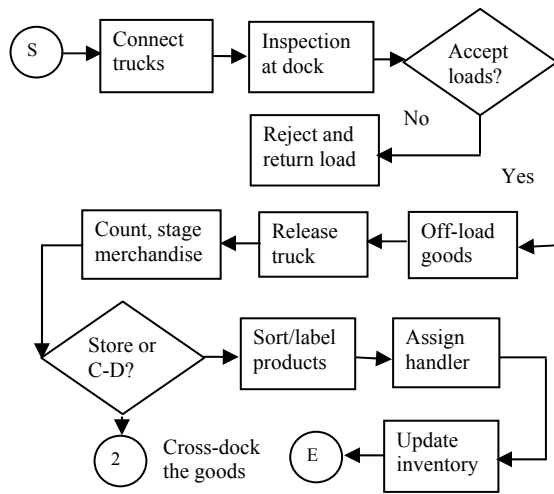 S
Connect
trucks
Inspection
at dock
Accept
loads?
No
Reject and
return load
Yes
Count, stage
merchandise
Release
truck
Off-load
goods
Store or
C-D?
Sort/label
products
Assign
handler
2
Cross-dock
the goods
E
Update
inventory